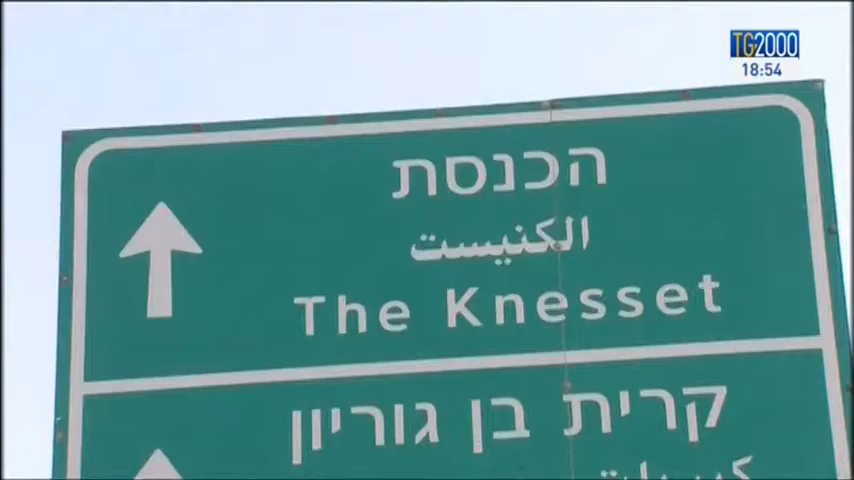 TG2000
18:54
הכנסת
الكنيست
The Knesset
קרית בן גוריון